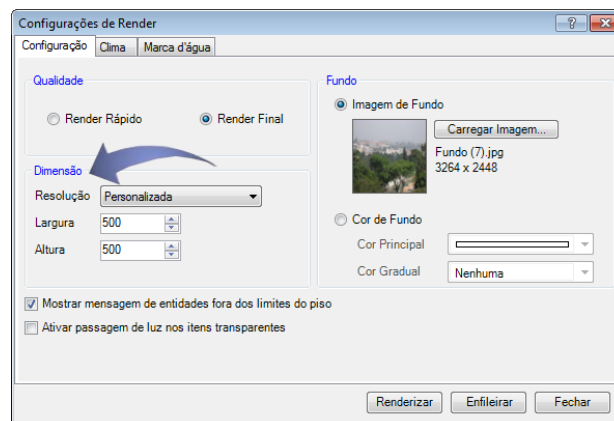 Configurações de Render
Configuração Clima Marca d'água
Qualidade
Render Rápido Render Final
Dimensão
Resolução Personalizada
Largura 500
Altura 500
Fundo
Imagem de Fundo
Carregar Imagem...
Fundo (7).jpg
3264 x 2448
Cor de Fundo
Cor Principal
Cor Gradual Nenhuma
Mostrar mensagem de entidades fora dos limites do piso
Ativar passagem de luz nos itens transparentes
Renderizar Enfileirar Fechar